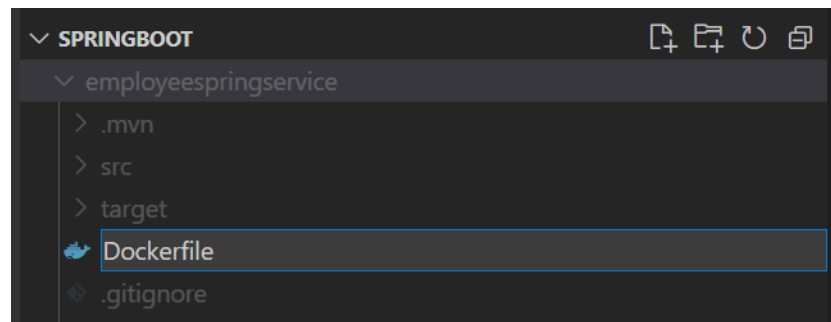 SPRINGBOOT
employeespringservice
.mvn
src
target
Dockerfile
.gitignore